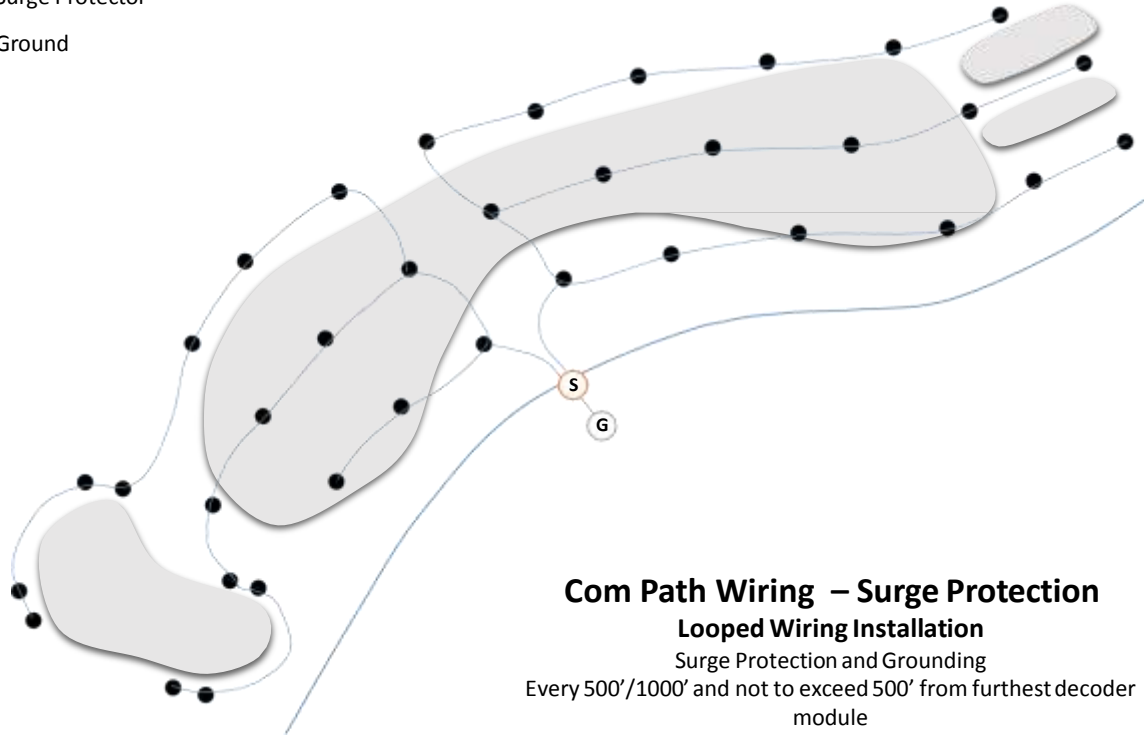 Ground
S
G
Com Path Wiring – Surge Protection
Looped Wiring Installation
Surge Protection and Grounding
Every 500’/1000’ and not to exceed 500’ from furthest decoder
module